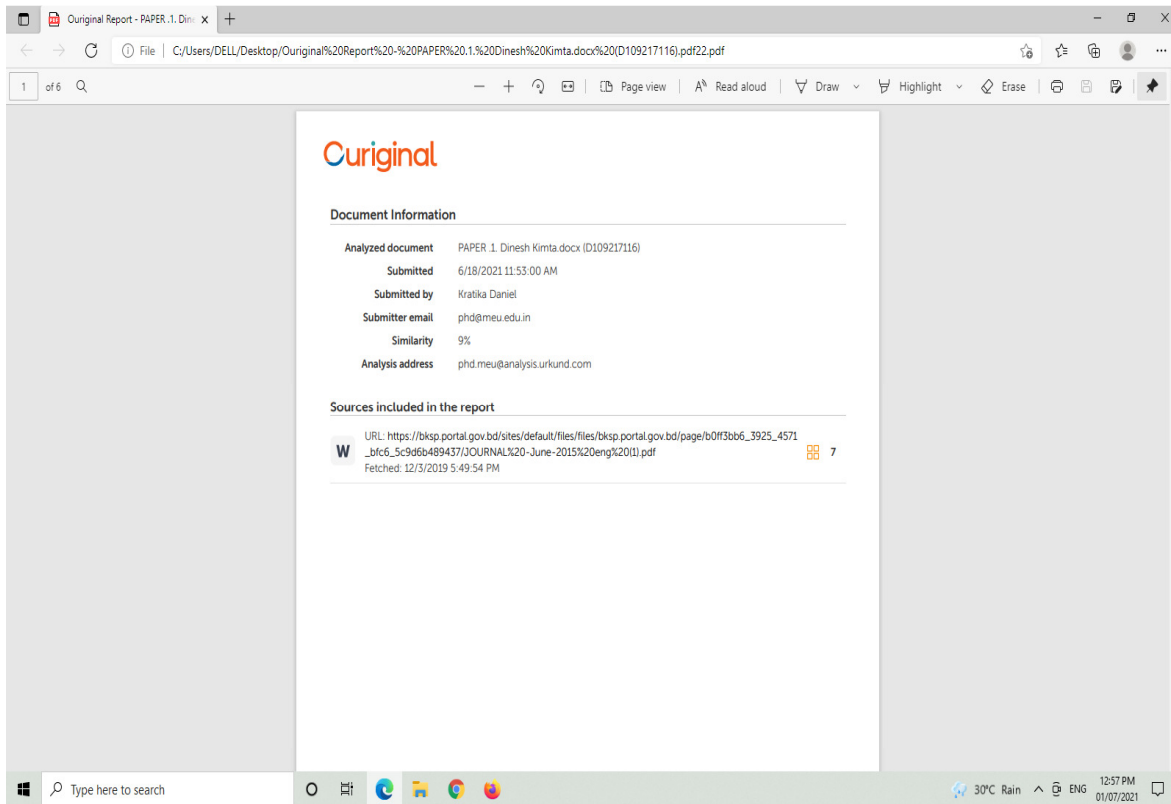 Ouriginal Report - PAPER .1. Din
File
C:/Users/DELL/Desktop/Ouriginal%20Report%20-%20PAPER%20.1.%20Dinesh%20Kimta.docx%20(D109217116).pdf22.pdf
1 of 6
Page view
Read aloud
Draw
Highlight
Erase
Ouriginal
Document Information
Analyzed document PAPER .1. Dinesh Kimta.docx (D109217116)
Submitted 6/18/2021 11:53:00 AM
Submitted by Kratika Daniel
Submitter email phd@meu.edu.in
Similarity 9%
Analysis address phd.meu@analysis.urkund.com
Sources included in the report
W
URL: https://bksp.portal.gov.bd/sites/default/files/files/bksp.portal.gov.bd/page/b0ff3bb6_3925_4571
_bfc6_5c9d6b489437/JOURNAL%20-June-2015%20eng%20(1).pdf
7
Fetched: 12/3/2019 5:49:54 PM
Type here to search
30°C Rain
ENG
12:57 PM
01/07/2021